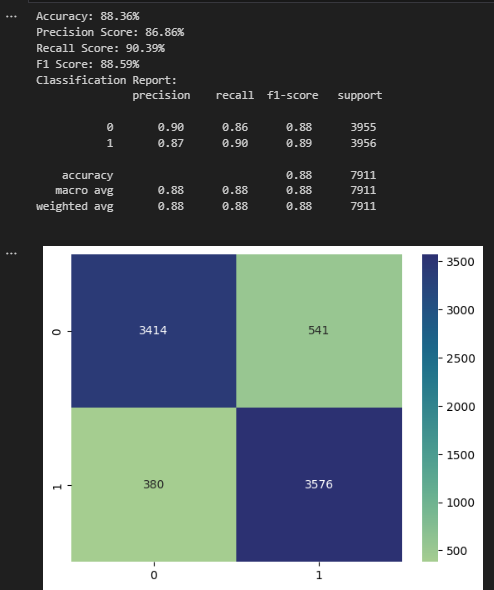 Accuracy: 88.36%
Precision Score: 86.86%
Recall Score: 90.39%
F1 Score: 88.59%
Classification Report:
precision recall f1-score support
0 0.90 0.86 0.88 3955
1 0.87 0.90 0.89 3956
accuracy 0.88 7911
macro avg 0.88 0.88 0.88 7911
weighted avg 0.88 0.88 0.88 7911
3500
3000
2500
2000
1500
1000
500
0 3414 541
1 380 3576
0 1